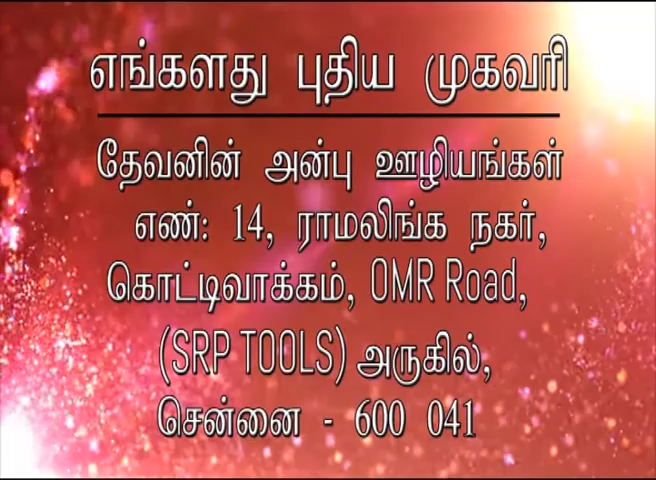 எங்களது புதிய முகவரி
தேவனின் அன்பு ஊழியங்கள்
எண்: 14, ராமலிங்க நகர்,
கொட்டிவாக்கம், OMR Road,
(SRP TOOLS) அருகில்,
சென்னை - 600 041